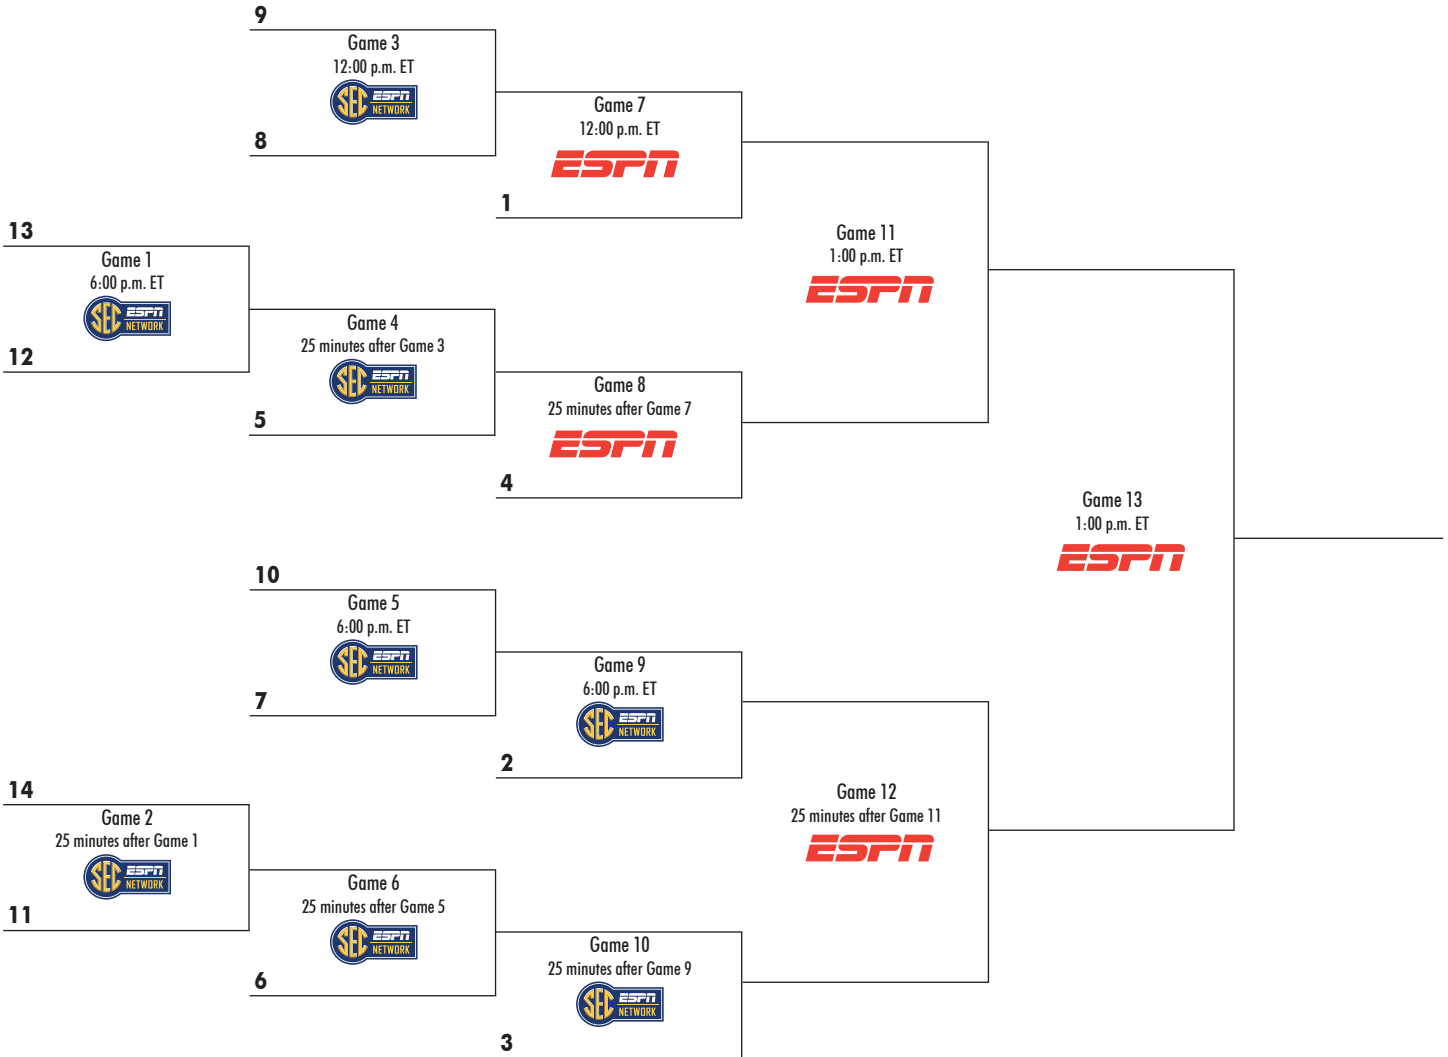 9
Game 3
12:00 p.m. ET
SEC ESPN NETWORK
8
Game 7
12:00 p.m. ET
ESPN
1
13
Game 1
6:00 p.m. ET
SEC ESPN NETWORK
12
Game 4
25 minutes after Game 3
SEC ESPN NETWORK
5
Game 8
25 minutes after Game 7
ESPN
4
Game 11
1:00 p.m. ET
ESPN
Game 13
1:00 p.m. ET
ESPN
10
Game 5
6:00 p.m. ET
SEC ESPN NETWORK
7
Game 9
6:00 p.m. ET
SEC ESPN NETWORK
2
14
Game 2
25 minutes after Game 1
SEC ESPN NETWORK
11
Game 6
25 minutes after Game 5
SEC ESPN NETWORK
6
Game 10
25 minutes after Game 9
SEC ESPN NETWORK
3
Game 12
25 minutes after Game 11
ESPN